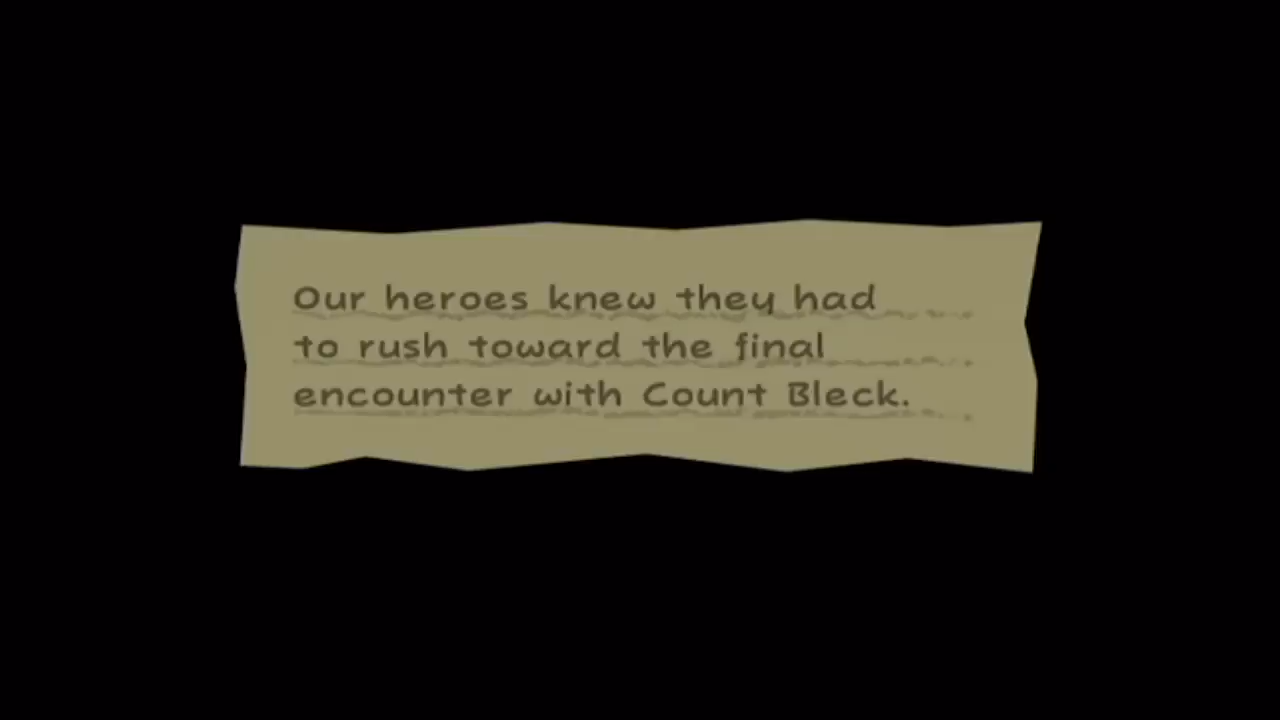 Our heroes knew they had
to rush toward the final
encounter with Count Bleck.